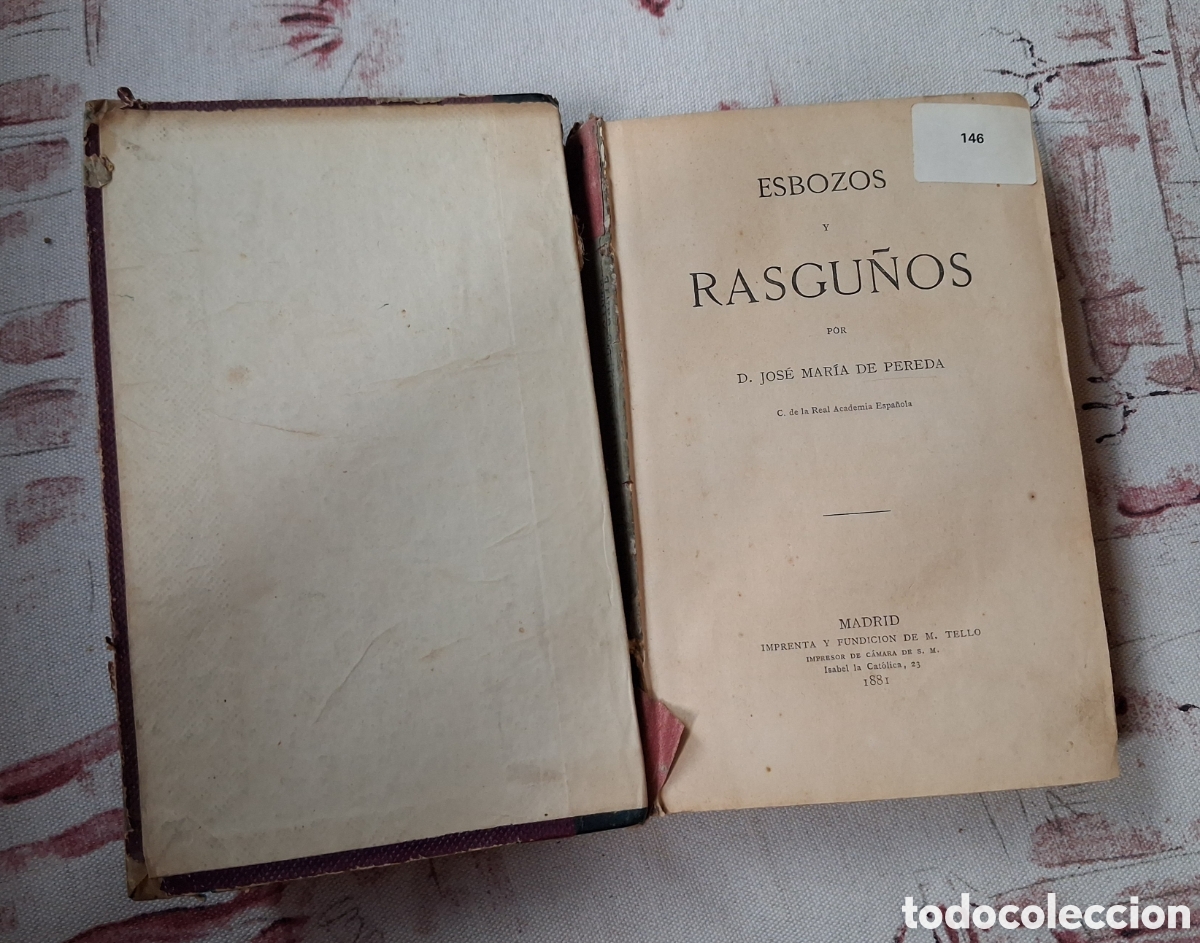 146
ESBOZOS
Y
RASGUÑOS
POR
D. JOSÉ MARÍA DE PEREDA
C. de la Real Academia Española
MADRID
IMPRENTA Y FUNDICION DE M. TELLO
IMPRESOR DE CÁMARA DE S. M.
Isabel la Católica, 23
1881
todocoleccion